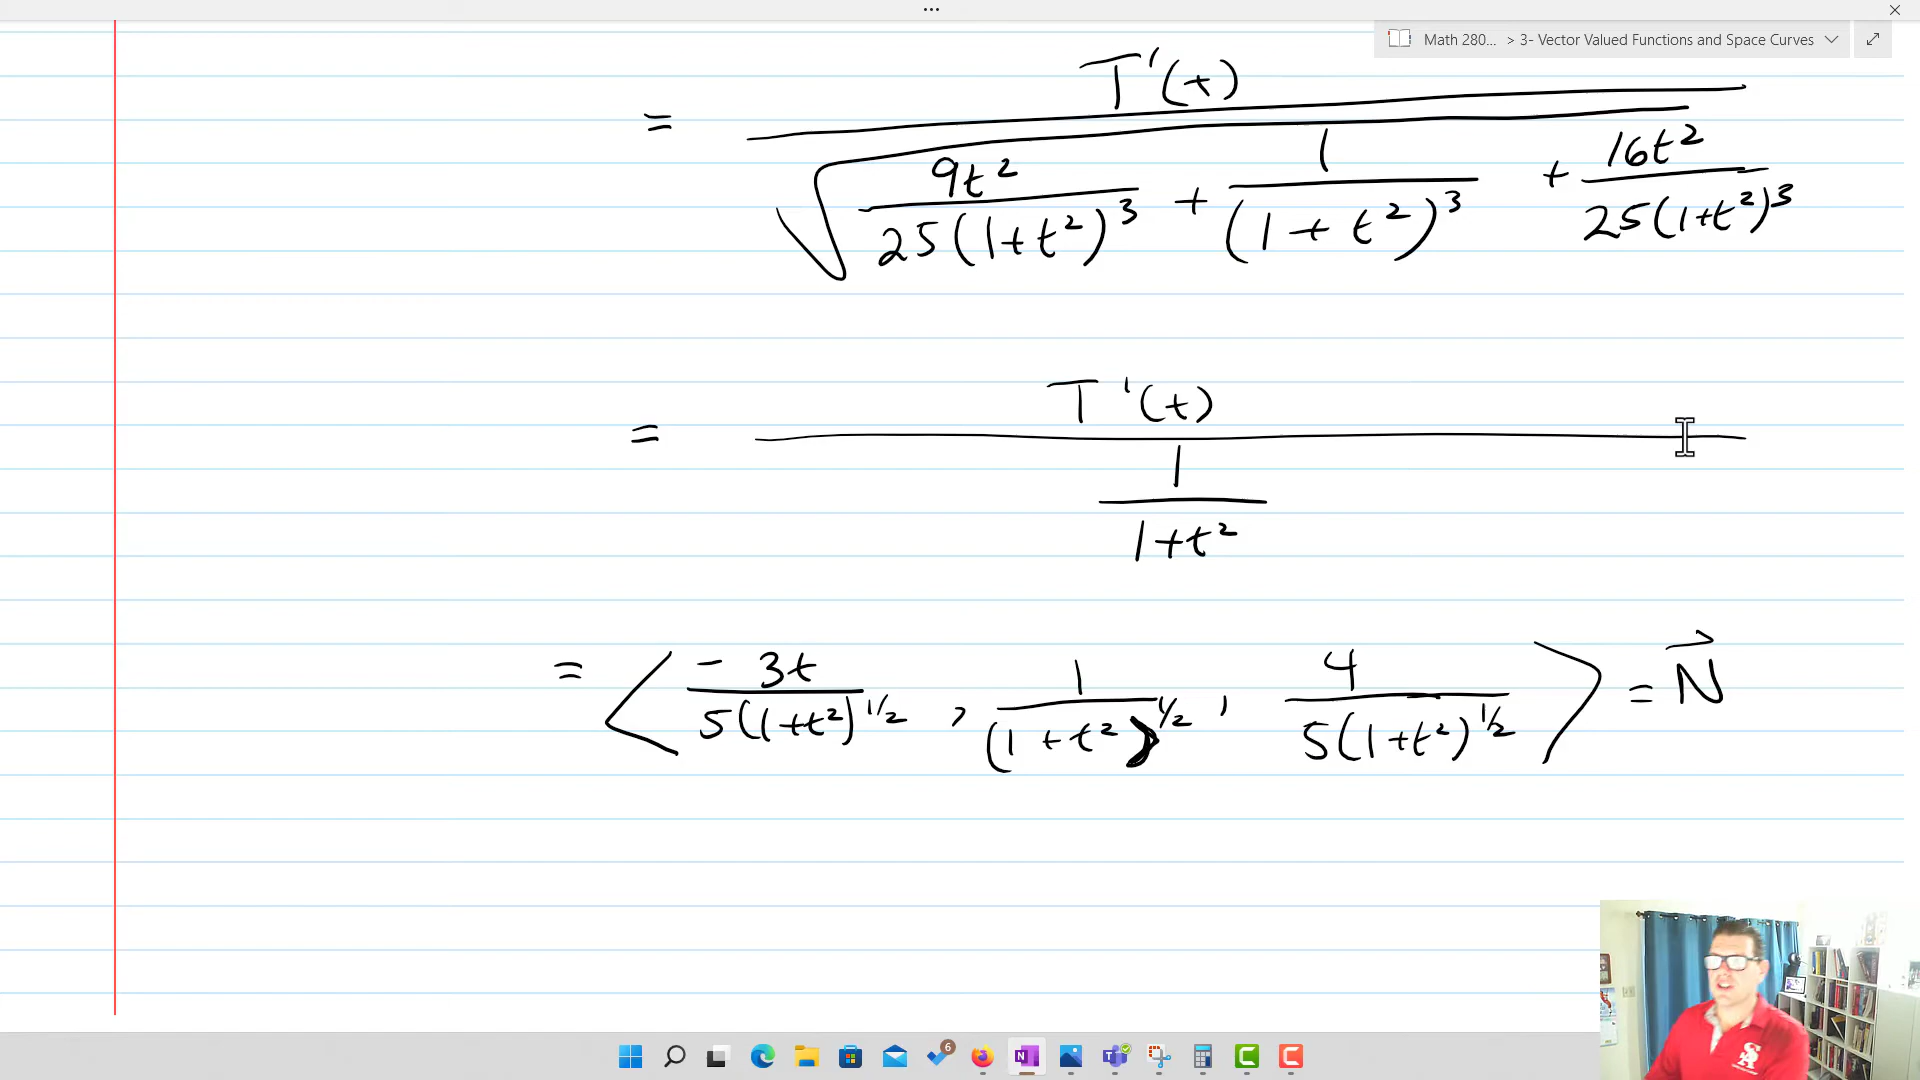 Math 280... > 3- Vector Valued Functions and Space Curves
T'(t)
= √ 9t² / 25(1+t²)³ + 1 / (1+t²)³ + 16t² / 25(1+t²)³
T'(t)
= 1 / 1+t²
= ⟨ -3t / 5(1+t²)^1/2 , 1 / (1+t²)^1/2 , 4 / 5(1+t²)^1/2 ⟩ = N⃗
6